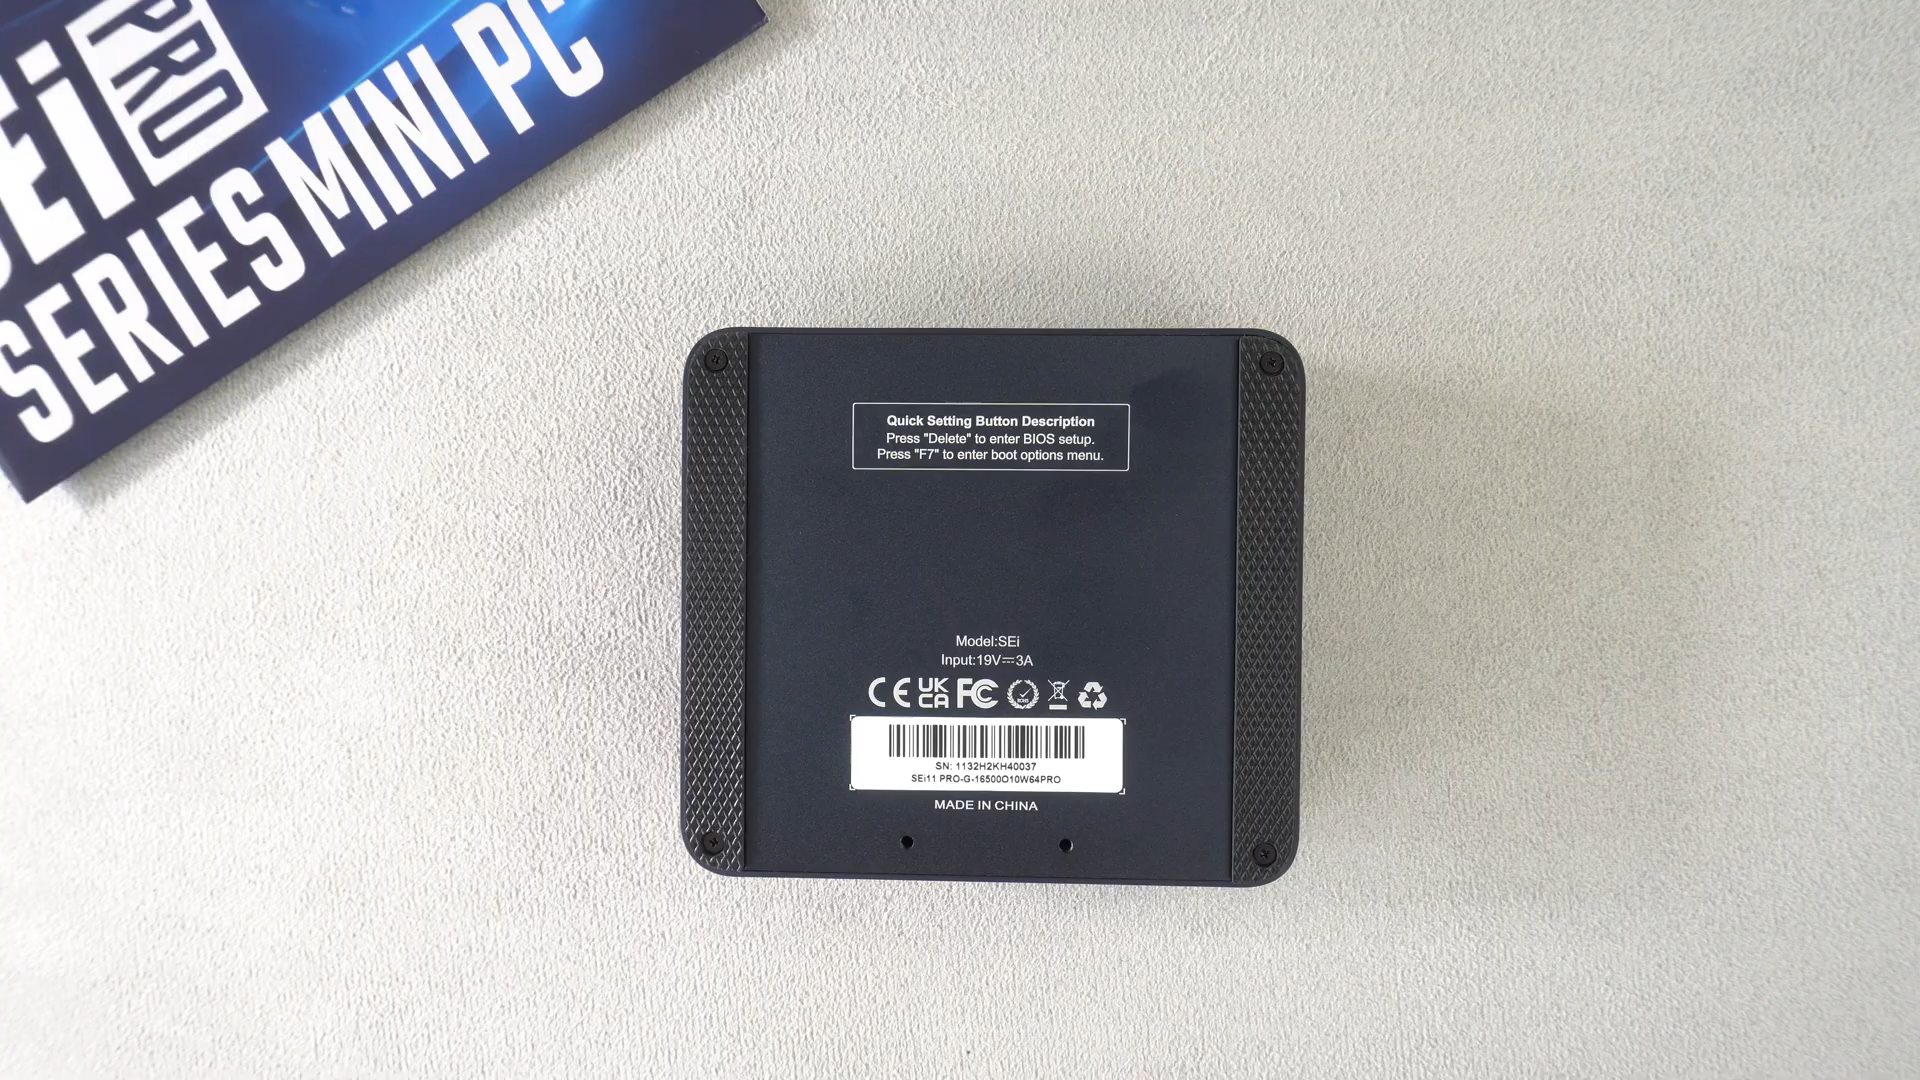 Ei PRO
SERIES MINI PC
Quick Setting Button Description
Press "Delete" to enter BIOS setup.
Press "F7" to enter boot options menu.
Model:SEi
Input:19V⎓3A
CE UK CA FC ROHS
SN: 1132H2KH40037
SEi11 PRO-G-16500O10W64PRO
MADE IN CHINA